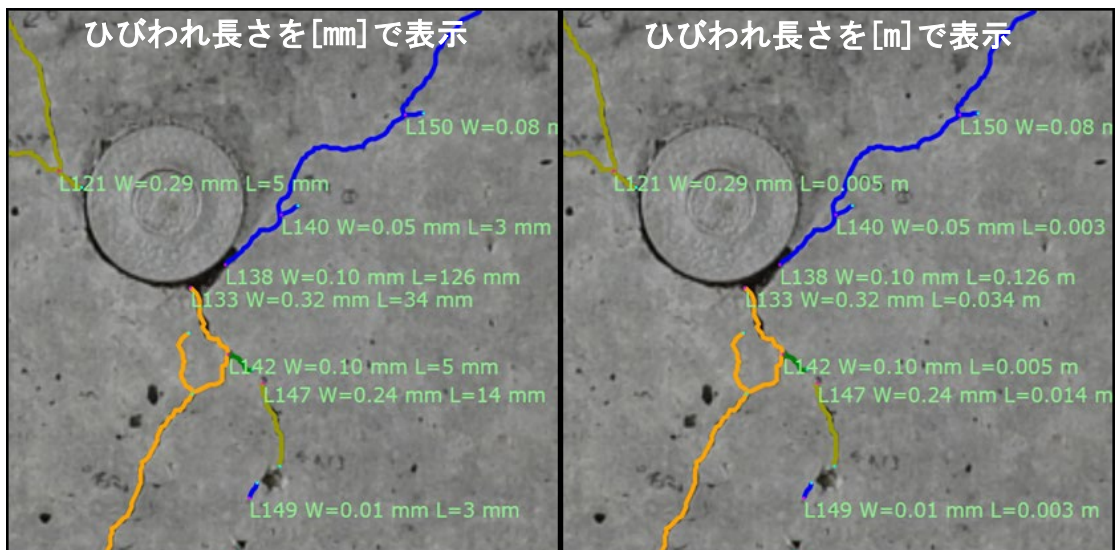 ひびわれ長さを[mm]で表示
L150 W=0.08 m
L121 W=0.29 mm L=5 mm
L140 W=0.05 mm L=3 mm
L138 W=0.10 mm L=126 mm
L133 W=0.32 mm L=34 mm
L142 W=0.10 mm L=5 mm
L147 W=0.24 mm L=14 mm
L149 W=0.01 mm L=3 mm
ひびわれ長さを[m]で表示
L150 W=0.08 m
L121 W=0.29 mm L=0.005 m
L140 W=0.05 mm L=0.003
L138 W=0.10 mm L=0.126 m
L133 W=0.32 mm L=0.034 m
L142 W=0.10 mm L=0.005 m
L147 W=0.24 mm L=0.014 m
L149 W=0.01 mm L=0.003 m